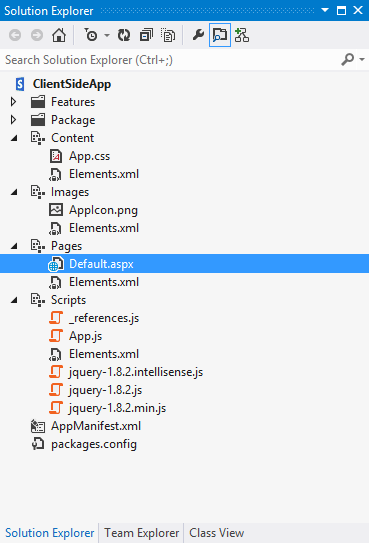 Solution Explorer
Search Solution Explorer (Ctrl+;)
ClientSideApp
Features
Package
Content
App.css
Elements.xml
Images
AppIcon.png
Elements.xml
Pages
Default.aspx
Elements.xml
Scripts
_references.js
App.js
Elements.xml
jquery-1.8.2.intellisense.js
jquery-1.8.2.js
jquery-1.8.2.min.js
AppManifest.xml
packages.config
Solution Explorer Team Explorer Class View